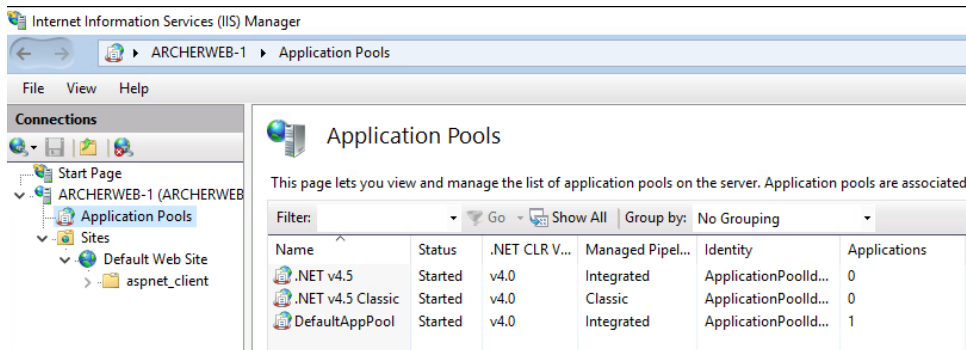 Internet Information Services (IIS) Manager
ARCHERWEB-1 Application Pools
File View Help
Connections
Start Page
ARCHERWEB-1 (ARCHERWEB
Application Pools
Sites
Default Web Site
aspnet_client
Application Pools
This page lets you view and manage the list of application pools on the server. Application pools are associated
Filter: Go Show All Group by: No Grouping
Name Status .NET CLR V... Managed Pipel... Identity Applications
.NET v4.5 Started v4.0 Integrated ApplicationPoolId... 0
.NET v4.5 Classic Started v4.0 Classic ApplicationPoolId... 0
DefaultAppPool Started v4.0 Integrated ApplicationPoolId... 1